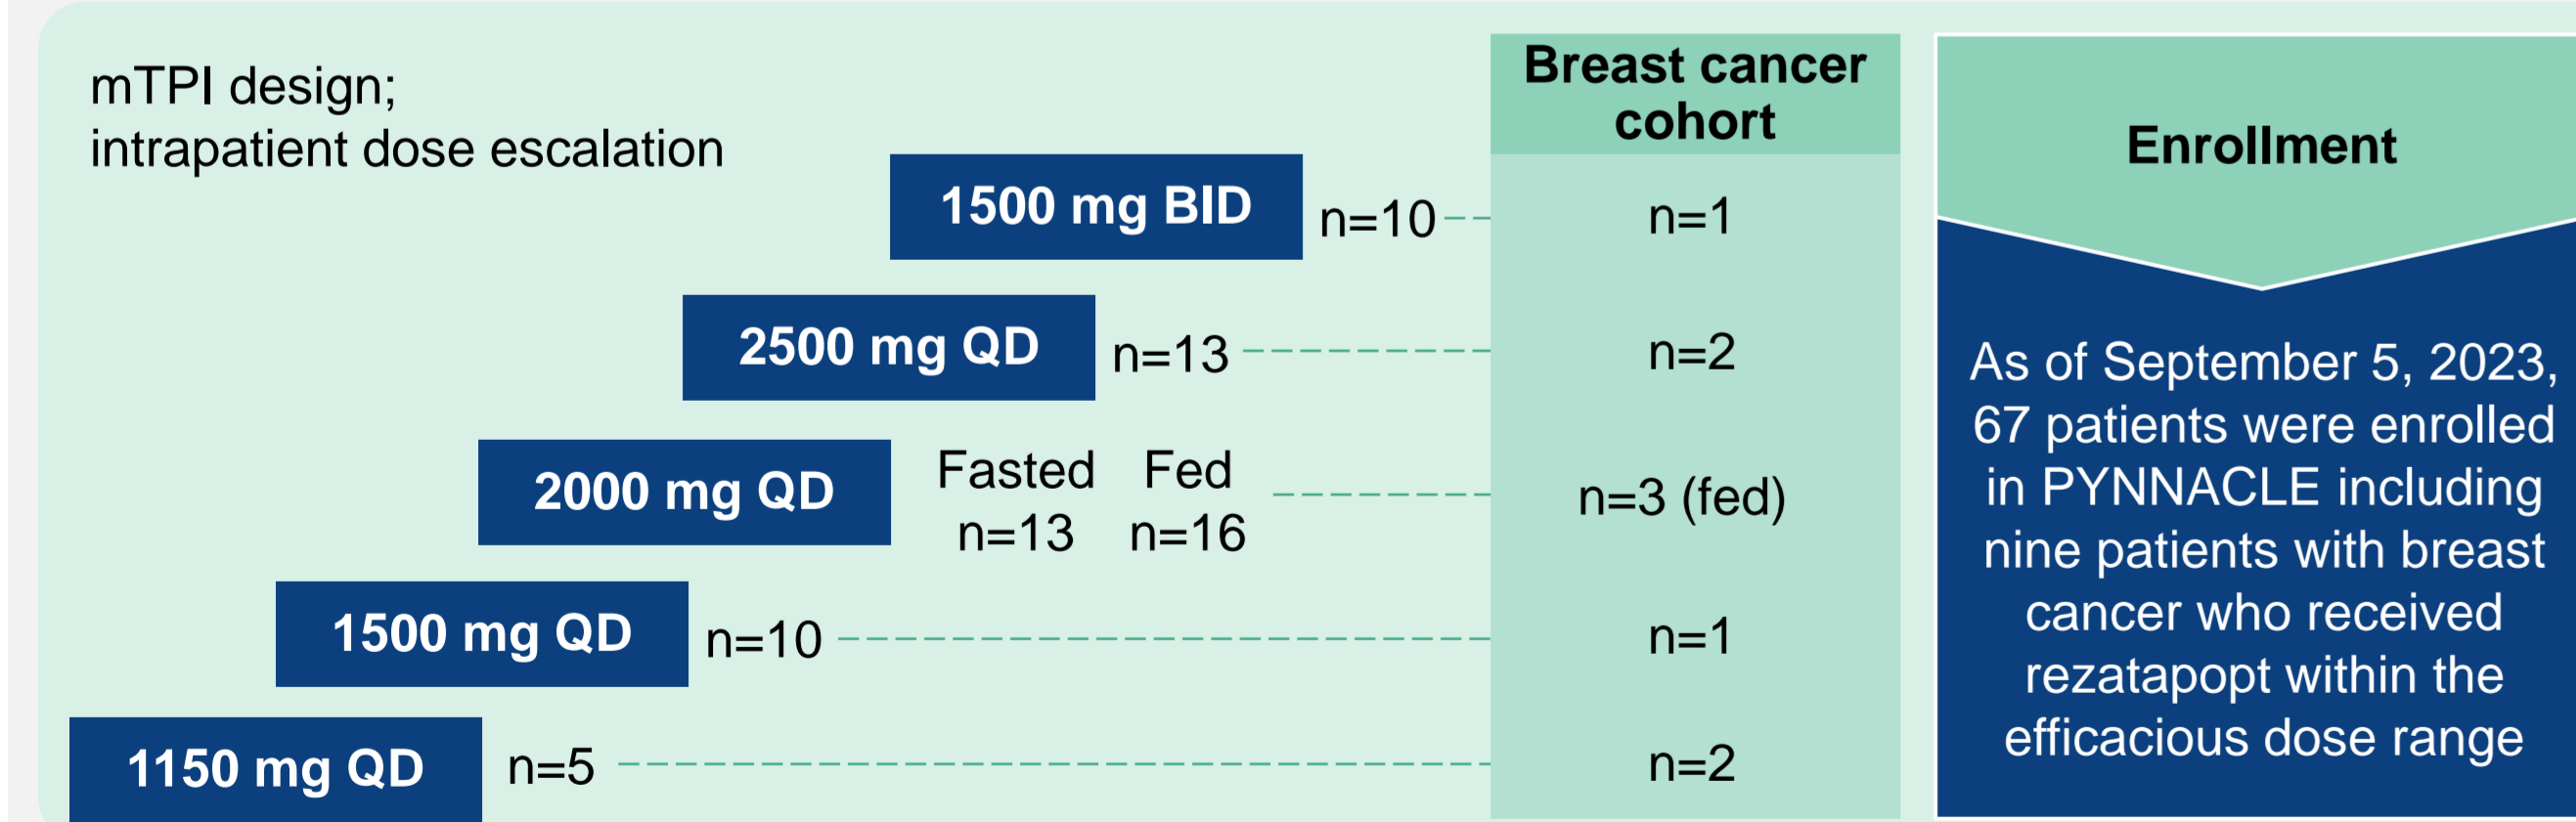 mTPI design;
intrapatient dose escalation
Breast cancer
cohort
1500 mg BID n=10 n=1
2500 mg QD n=13 n=2
2000 mg QD Fasted Fed n=3 (fed)
n=13 n=16
1500 mg QD n=10 n=1
1150 mg QD n=5 n=2
Enrollment
As of September 5, 2023,
67 patients were enrolled
in PYNNACLE including
nine patients with breast
cancer who received
rezatapopt within the
efficacious dose range